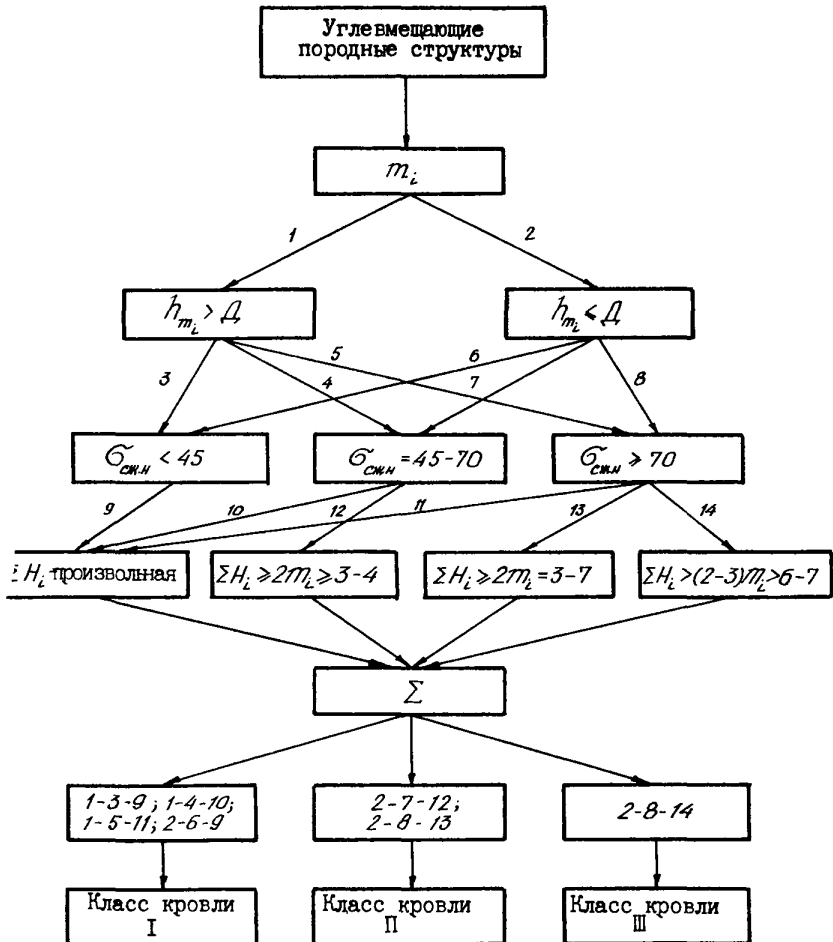 Углевмещающие
породные структуры
m_i
1
2
h_{m_i} > Д
h_{m_i} ⩽ Д
3
4
5
6
7
8
σ_{сж.н} < 45
σ_{сж.н} = 45-70
σ_{сж.н} ⩾ 70
9
10
12
11
13
14
Σ H_i -произвольная
ΣH_i ⩾ 2m_i ⩾ 3-4
ΣH_i ⩾ 2m_i = 3-7
ΣH_i > (2-3)m_i > 6-7
Σ
1-3-9; 1-4-10;
1-5-11; 2-6-9
2-7-12;
2-8-13
2-8-14
Класс кровли
I
Класс кровли
П
Класс кровли
Ш